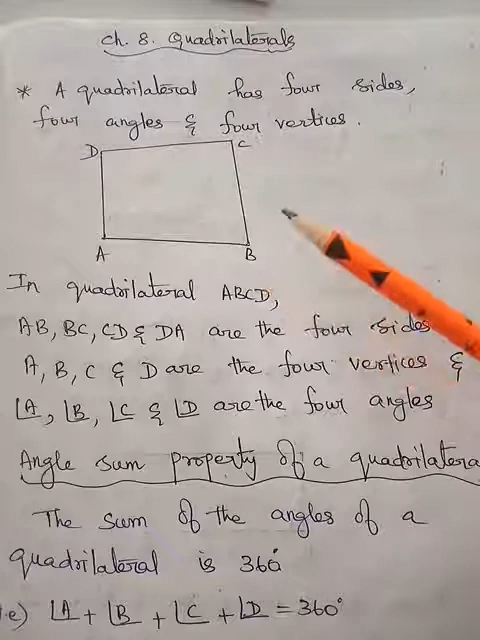 Ch. 8. Quadrilaterals
* A quadrilateral has four sides,
four angles & four vertices.
D C
A B
In quadrilateral ABCD,
AB, BC, CD & DA are the four sides
A, B, C & D are the four vertices &
∠A, ∠B, ∠C & ∠D are the four angles
Angle sum property of a quadrilatera
The sum of the angles of a
quadrilateral is 360°
.e) ∠A + ∠B + ∠C + ∠D = 360°